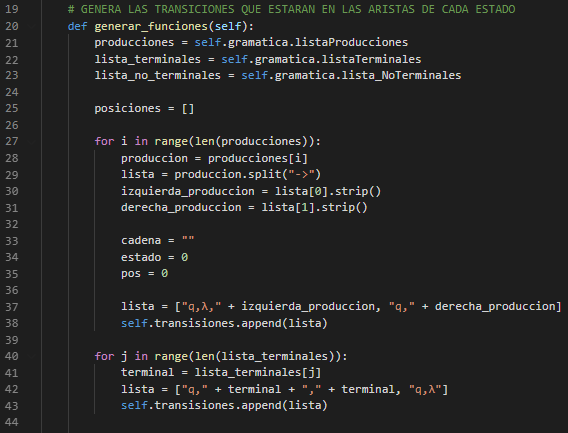 19 # GENERA LAS TRANSICIONES QUE ESTARAN EN LAS ARISTAS DE CADA ESTADO
20 def generar_funciones(self):
21 producciones = self.gramatica.listaProducciones
22 lista_terminales = self.gramatica.listaTerminales
23 lista_no_terminales = self.gramatica.lista_NoTerminales
24
25 posiciones = []
26
27 for i in range(len(producciones)):
28 produccion = producciones[i]
29 lista = produccion.split("->")
30 izquierda_produccion = lista[0].strip()
31 derecha_produccion = lista[1].strip()
32
33 cadena = ""
34 estado = 0
35 pos = 0
36
37 lista = ["q,λ," + izquierda_produccion, "q," + derecha_produccion]
38 self.transisiones.append(lista)
39
40 for j in range(len(lista_terminales)):
41 terminal = lista_terminales[j]
42 lista = ["q," + terminal + "," + terminal, "q,λ"]
43 self.transisiones.append(lista)
44